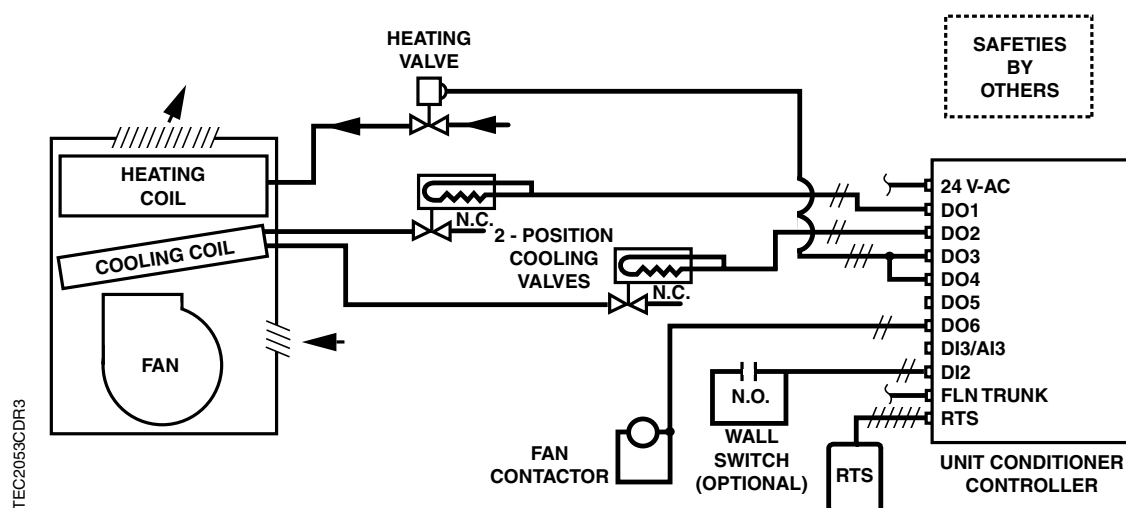 HEATING
VALVE
SAFETIES
BY
OTHERS
HEATING
COIL
COOLING COIL
FAN
N.C.
2 - POSITION
COOLING
VALVES
N.C.
24 V-AC
DO1
DO2
DO3
DO4
DO5
DO6
DI3/AI3
DI2
FLN TRUNK
RTS
N.O.
WALL
SWITCH
(OPTIONAL)
FAN
CONTACTOR
RTS
UNIT CONDITIONER
CONTROLLER
TEC2053CDR3